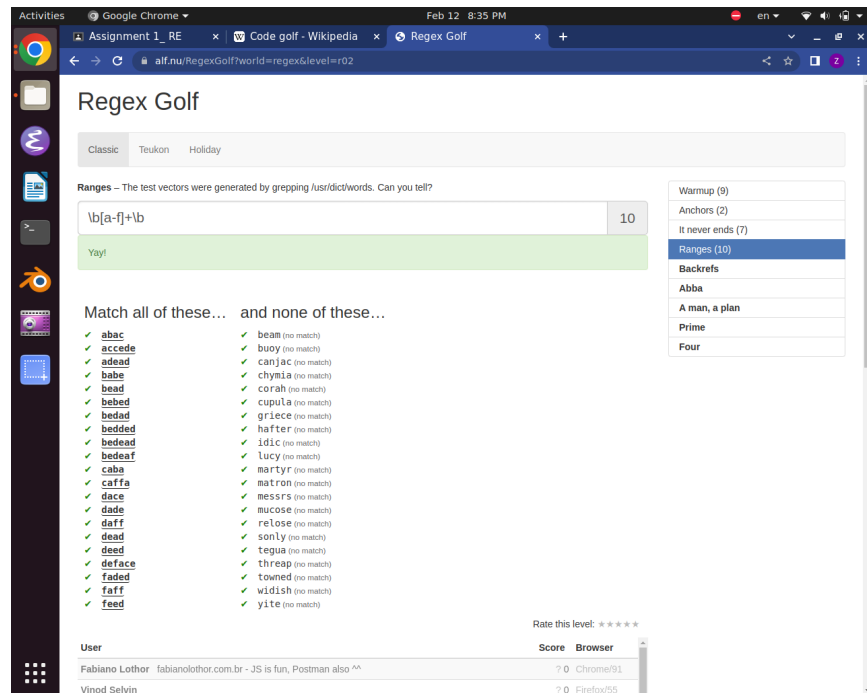 Activities Google Chrome Feb 12 8:35 PM en
Assignment 1_ RE × W Code golf - Wikipedia × Regex Golf × +
alf.nu/RegexGolf?world=regex&level=r02 Z
Regex Golf
Classic Teukon Holiday
Ranges – The test vectors were generated by grepping /usr/dict/words. Can you tell?
\b[a-f]+\b 10
Yay!
Warmup (9)
Anchors (2)
It never ends (7)
Ranges (10)
Backrefs
Abba
A man, a plan
Prime
Four
Match all of these… and none of these…
✔ abac ✔ beam (no match)
✔ accede ✔ buoy (no match)
✔ adead ✔ canjac (no match)
✔ babe ✔ chymia (no match)
✔ bead ✔ corah (no match)
✔ bebed ✔ cupula (no match)
✔ bedad ✔ griece (no match)
✔ bedded ✔ hafter (no match)
✔ bedead ✔ idic (no match)
✔ bedeaf ✔ lucy (no match)
✔ caba ✔ martyr (no match)
✔ caffa ✔ matron (no match)
✔ dace ✔ messrs (no match)
✔ dade ✔ mucose (no match)
✔ daff ✔ relose (no match)
✔ dead ✔ sonly (no match)
✔ deed ✔ tegua (no match)
✔ deface ✔ threap (no match)
✔ faded ✔ towned (no match)
✔ faff ✔ widish (no match)
✔ feed ✔ yite (no match)
Rate this level: ★★★★★
User Score Browser
Fabiano Lothor fabianolothor.com.br - JS is fun, Postman also ^^ ? 0 Chrome/91
Vinod Selvin ? 0 Firefox/55